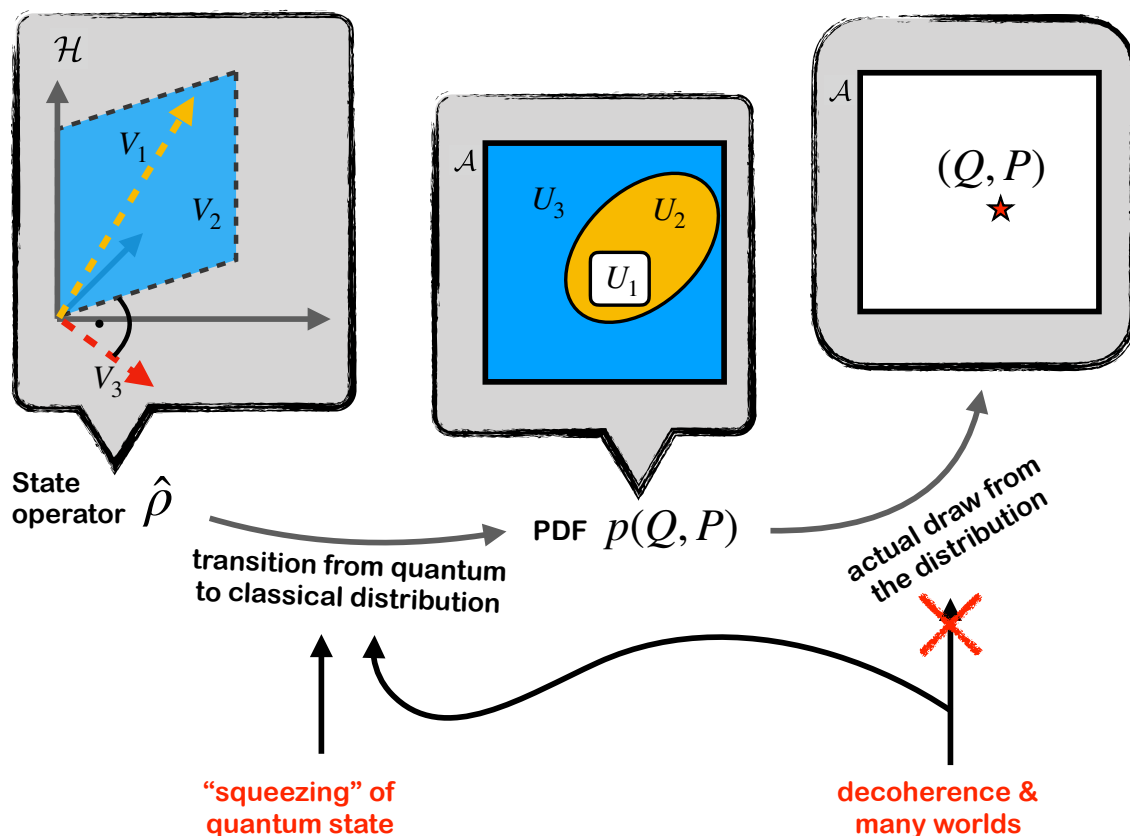 ℋ
V₁
V₂
V₃
𝒜
U₃
U₂
U₁
𝒜
(Q, P)
State
operator ρ̂
PDF p(Q, P)
transition from quantum
to classical distribution
actual draw from
the distribution
“squeezing” of
quantum state
decoherence &
many worlds